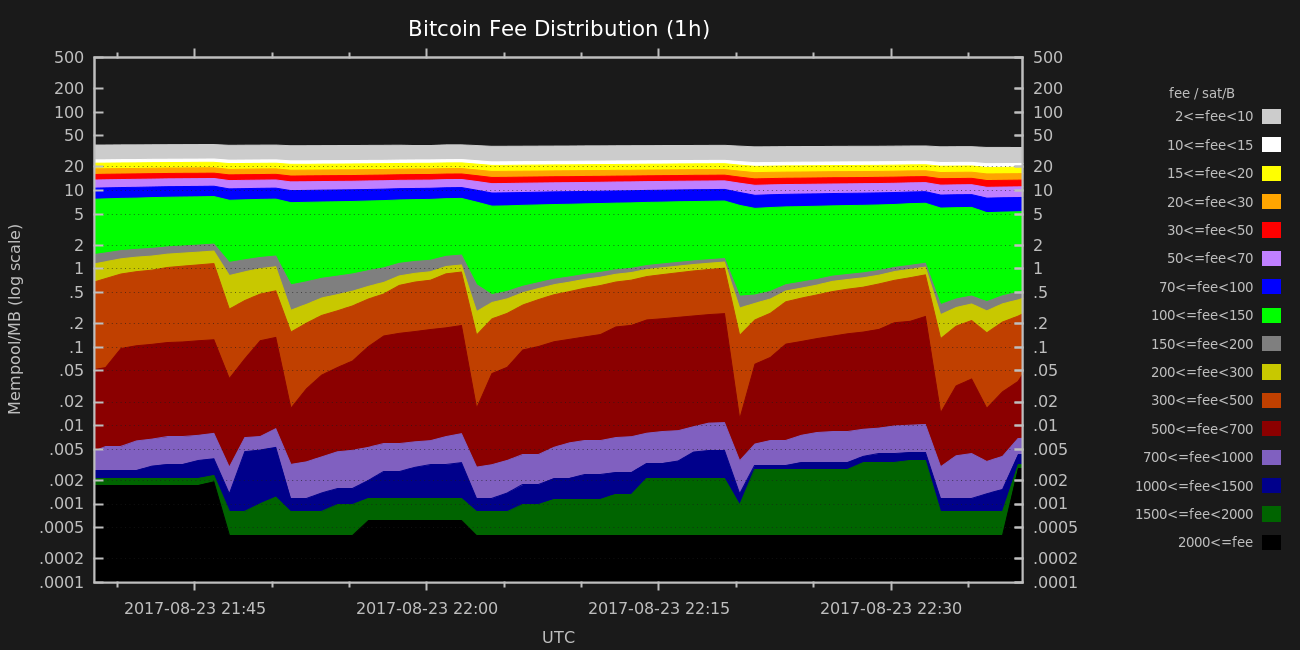 Bitcoin Fee Distribution (1h)
500 500
200 200
100 100
50 50
20 20
10 10
5 5
2 2
1 1
.5 .5
.2 .2
.1 .1
.05 .05
.02 .02
.01 .01
.005 .005
.002 .002
.001 .001
.0005 .0005
.0002 .0002
.0001 .0001
Mempool/MB (log scale)
2017-08-23 21:45 2017-08-23 22:00 2017-08-23 22:15 2017-08-23 22:30
UTC
fee / sat/B
2<=fee<10
10<=fee<15
15<=fee<20
20<=fee<30
30<=fee<50
50<=fee<70
70<=fee<100
100<=fee<150
150<=fee<200
200<=fee<300
300<=fee<500
500<=fee<700
700<=fee<1000
1000<=fee<1500
1500<=fee<2000
2000<=fee